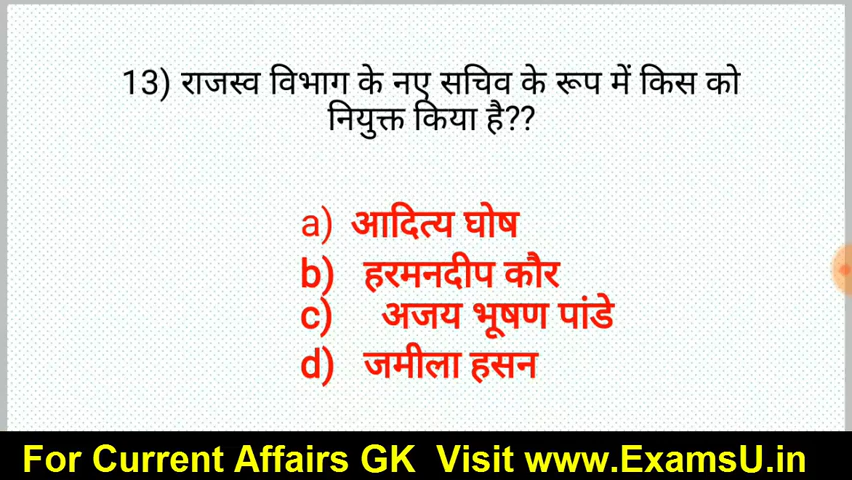 13) राजस्व विभाग के नए सचिव के रूप में किस को
नियुक्त किया है??
a) आदित्य घोष
b) हरमनदीप कौर
c) अजय भूषण पांडे
d) जमीला हसन
For Current Affairs GK Visit www.ExamsU.in